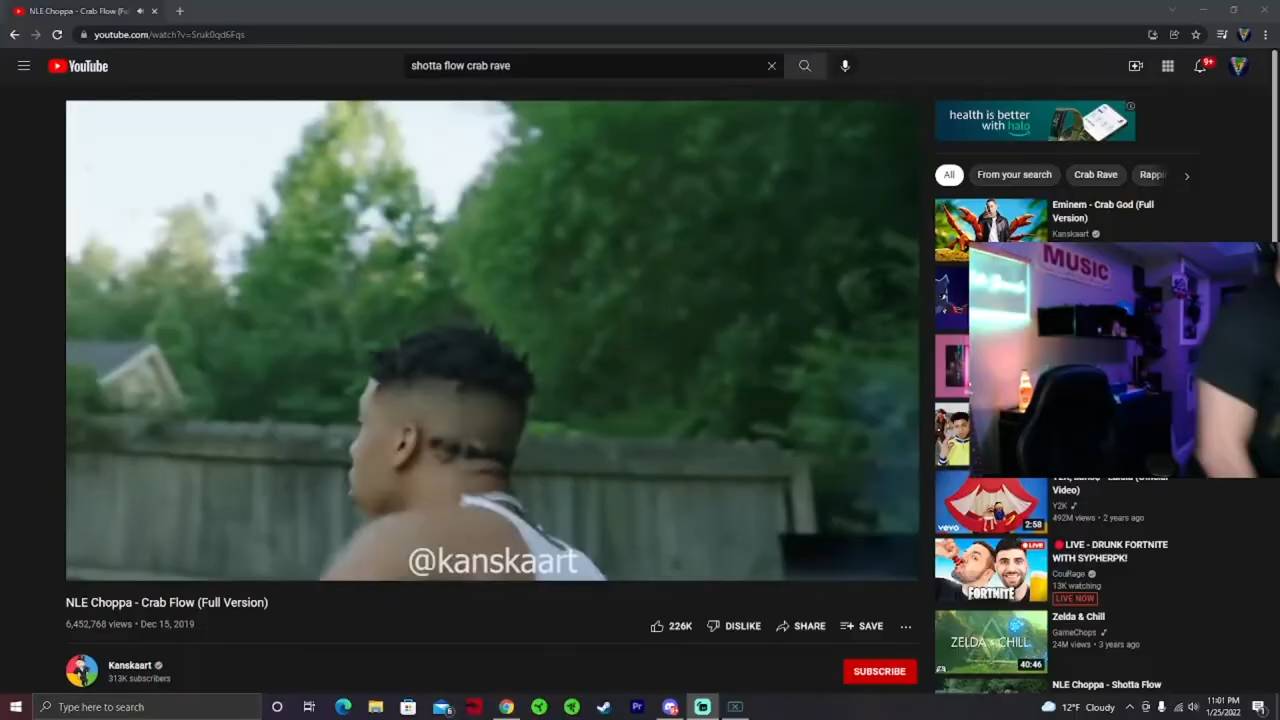 NLE Choppa - Crab Flow (Fu
youtube.com/watch?v=Sruk0qd6Fqs
YouTube
shotta flow crab rave
9+
health is better
with halo
All
From your search
Crab Rave
Rappi
Eminem - Crab God (Full
Version)
Kanskaart
MUSIC
@kanskaart
Video)
Y2K
492M views • 2 years ago
vevo
2:58
LIVE
LIVE - DRUNK FORTNITE
WITH SYPHERPK!
CouRage
13K watching
LIVE NOW
FORTNITE
Zelda & Chill
GameChops
24M views • 3 years ago
ZELDA & CHILL
40:46
NLE Choppa - Shotta Flow
NLE Choppa - Crab Flow (Full Version)
6,452,768 views • Dec 15, 2019
226K
DISLIKE
SHARE
SAVE
Kanskaart
313K subscribers
SUBSCRIBE
Type here to search
12°F Cloudy
11:01 PM
1/25/2022